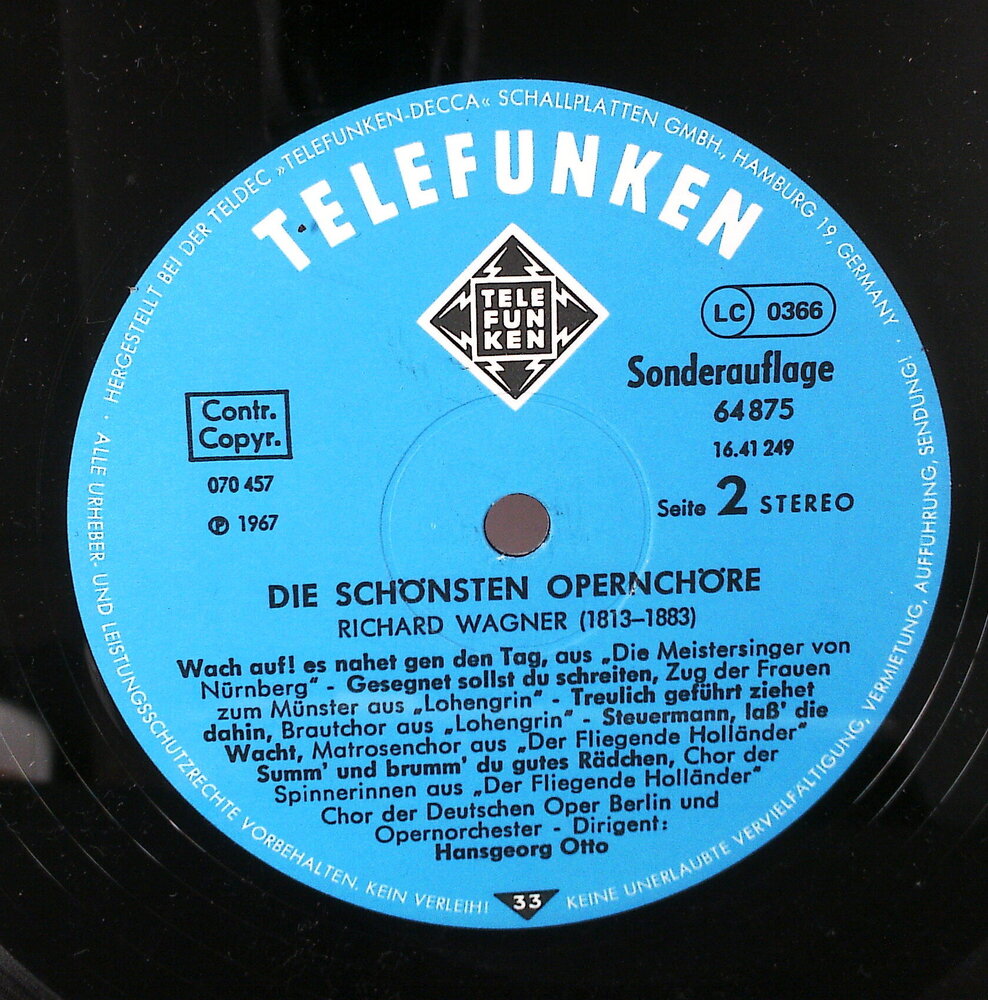 HERGESTELLT BEI DER TELDEC »TELEFUNKEN-DECCA« SCHALLPLATTEN GMBH., HAMBURG 19, GERMANY ·
TELEFUNKEN
TELE
FUN
KEN
LC 0366
Sonderauflage
64875
16.41 249
Seite 2 STEREO
Contr.
Copyr.
070 457
℗ 1967
DIE SCHÖNSTEN OPERNCHÖRE
RICHARD WAGNER (1813–1883)
Wach auf! es nahet gen den Tag, aus „Die Meistersinger von
Nürnberg" - Gesegnet sollst du schreiten, Zug der Frauen
zum Münster aus „Lohengrin" - Treulich geführt ziehet
dahin, Brautchor aus „Lohengrin" - Steuermann, laß' die
Wacht, Matrosenchor aus „Der Fliegende Holländer"
Summ' und brumm' du gutes Rädchen, Chor der
Spinnerinnen aus „Der Fliegende Holländer"
Chor der Deutschen Oper Berlin und
Opernorchester - Dirigent:
Hansgeorg Otto
· ALLE URHEBER- UND LEISTUNGSSCHUTZRECHTE VORBEHALTEN. KEIN VERLEIH!
33
KEINE UNERLAUBTE VERVIELFÄLTIGUNG, VERMIETUNG, AUFFÜHRUNG, SENDUNG!